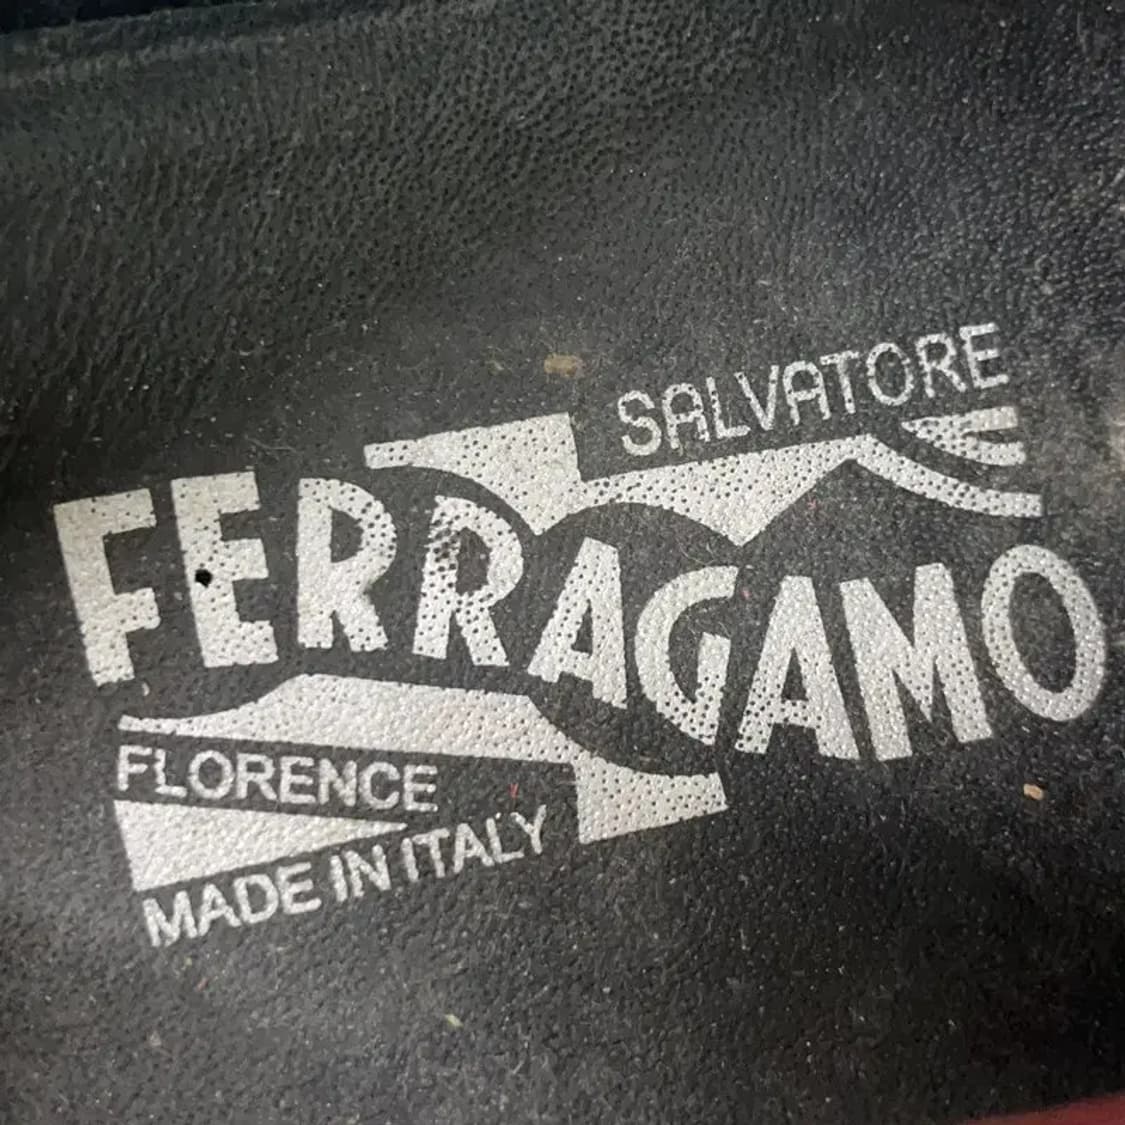 SALVATORE
FERRAGAMO
FLORENCE
MADE IN ITALY